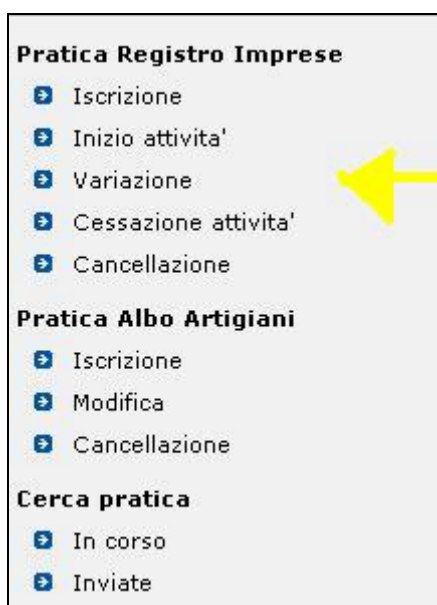 Pratica Registro Imprese
Iscrizione
Inizio attivita'
Variazione
Cessazione attivita'
Cancellazione
Pratica Albo Artigiani
Iscrizione
Modifica
Cancellazione
Cerca pratica
In corso
Inviate